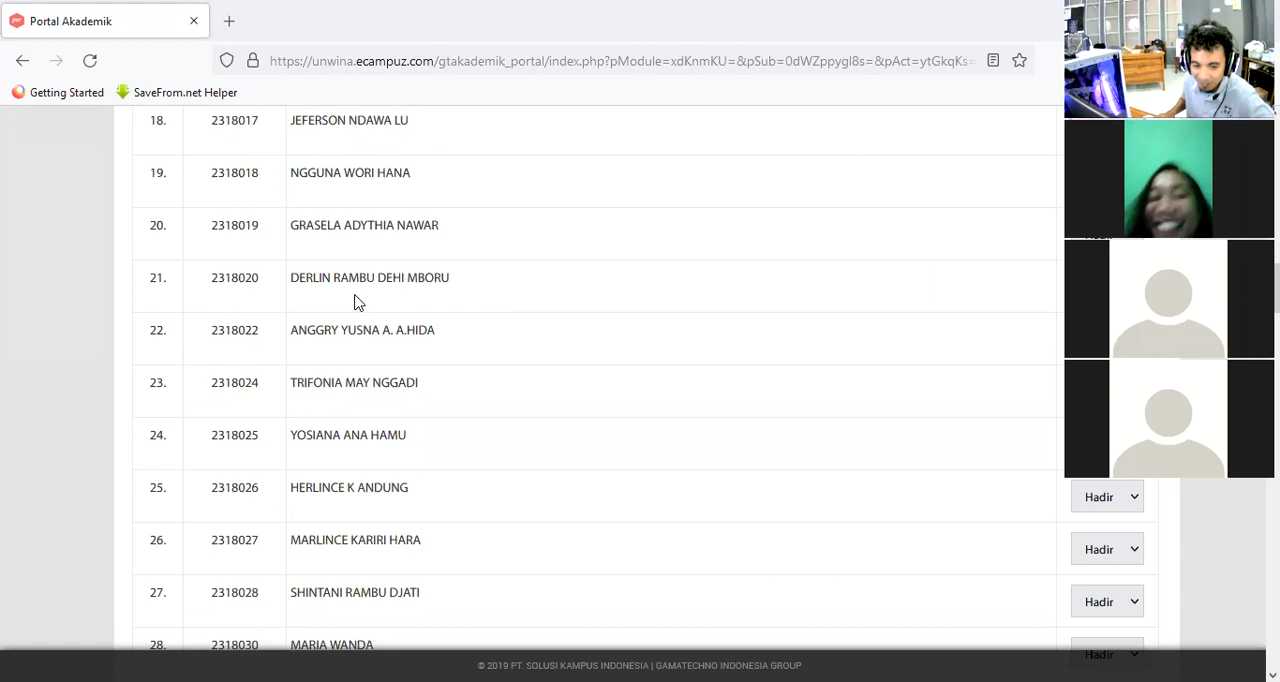 Portal Akademik
https://unwina.ecampuz.com/gtakademik_portal/index.php?pModule=xdKnmKU=&pSub=0dWZppygl8s=&pAct=ytGkqKs=
Getting Started SaveFrom.net Helper
18. 2318017 JEFERSON NDAWA LU
19. 2318018 NGGUNA WORI HANA
20. 2318019 GRASELA ADYTHIA NAWAR
21. 2318020 DERLIN RAMBU DEHI MBORU
22. 2318022 ANGGRY YUSNA A. A.HIDA
23. 2318024 TRIFONIA MAY NGGADI
24. 2318025 YOSIANA ANA HAMU
25. 2318026 HERLINCE K ANDUNG Hadir
26. 2318027 MARLINCE KARIRI HARA Hadir
27. 2318028 SHINTANI RAMBU DJATI Hadir
28. 2318030 MARIA WANDA Hadir
© 2019 PT. SOLUSI KAMPUS INDONESIA | GAMATECHNO INDONESIA GROUP